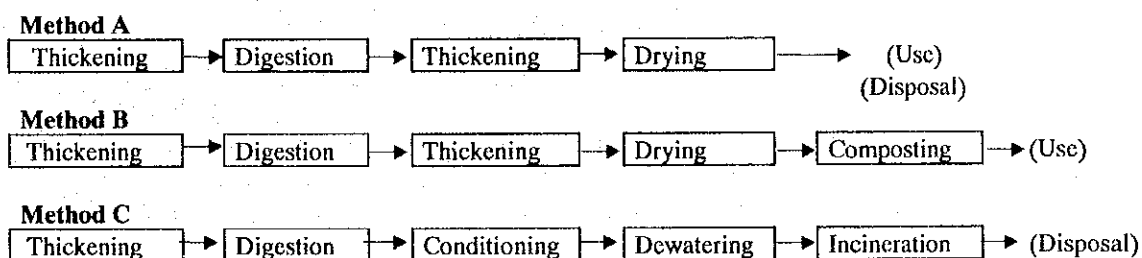 Method A
Thickening Digestion Thickening Drying (Use)
(Disposal)
Method B
Thickening Digestion Thickening Drying Composting (Use)
Method C
Thickening Digestion Conditioning Dewatering Incineration (Disposal)